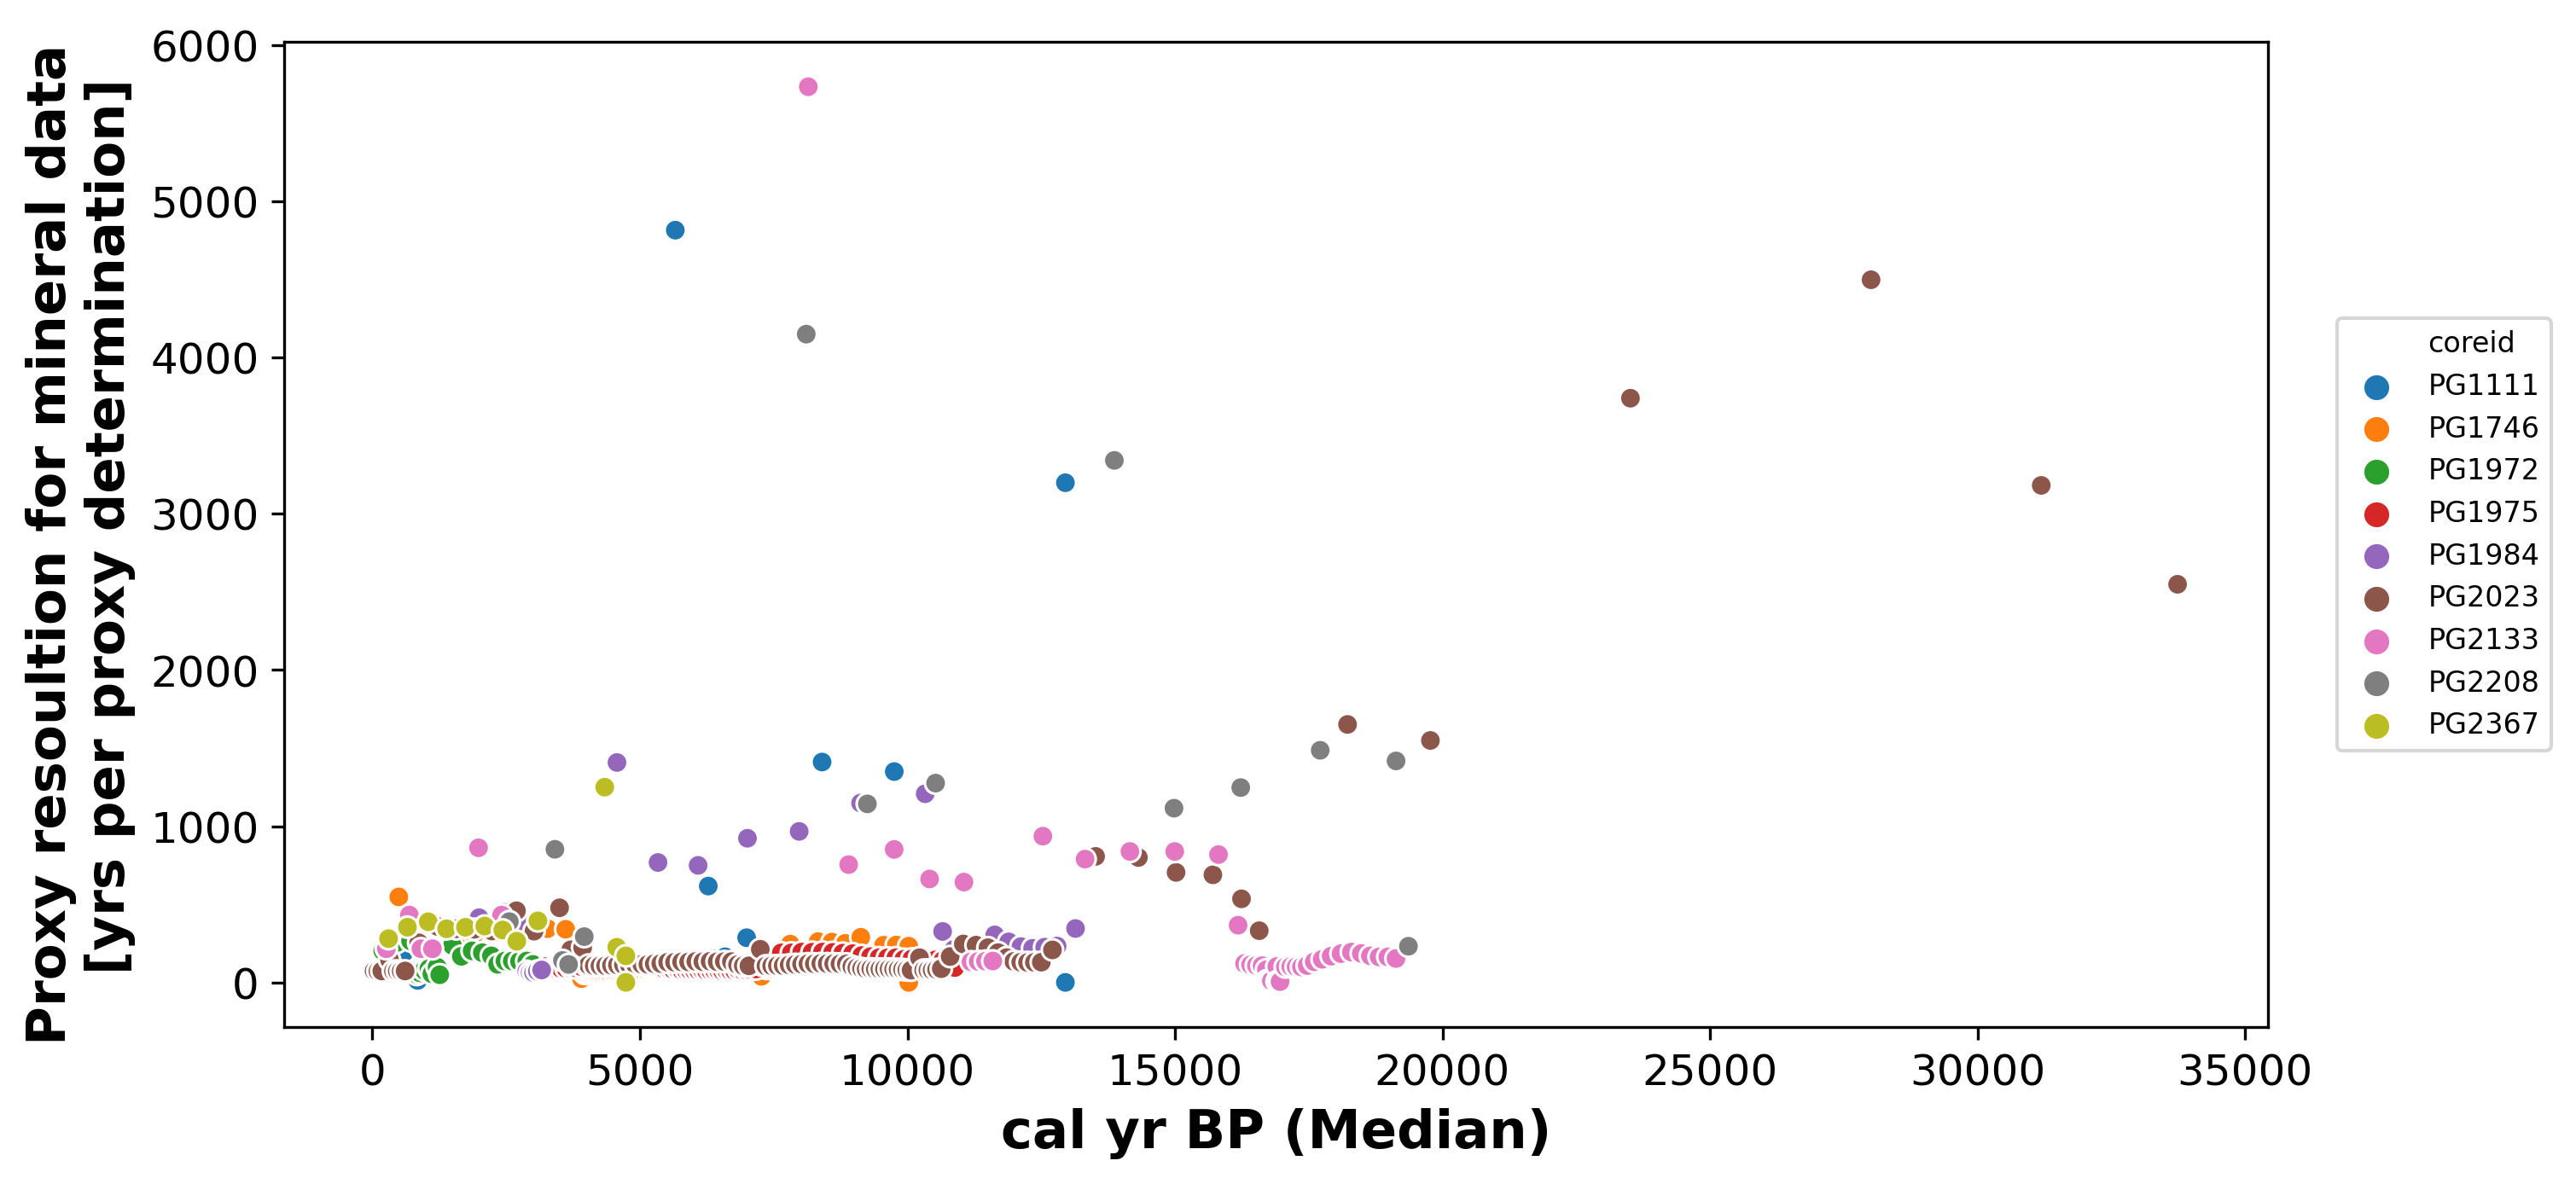 Proxy resoultion for mineral data
[yrs per proxy determination]
6000
5000
4000
3000
2000
1000
0
0
5000
10000
15000
20000
25000
30000
35000
cal yr BP (Median)
coreid
PG1111
PG1746
PG1972
PG1975
PG1984
PG2023
PG2133
PG2208
PG2367